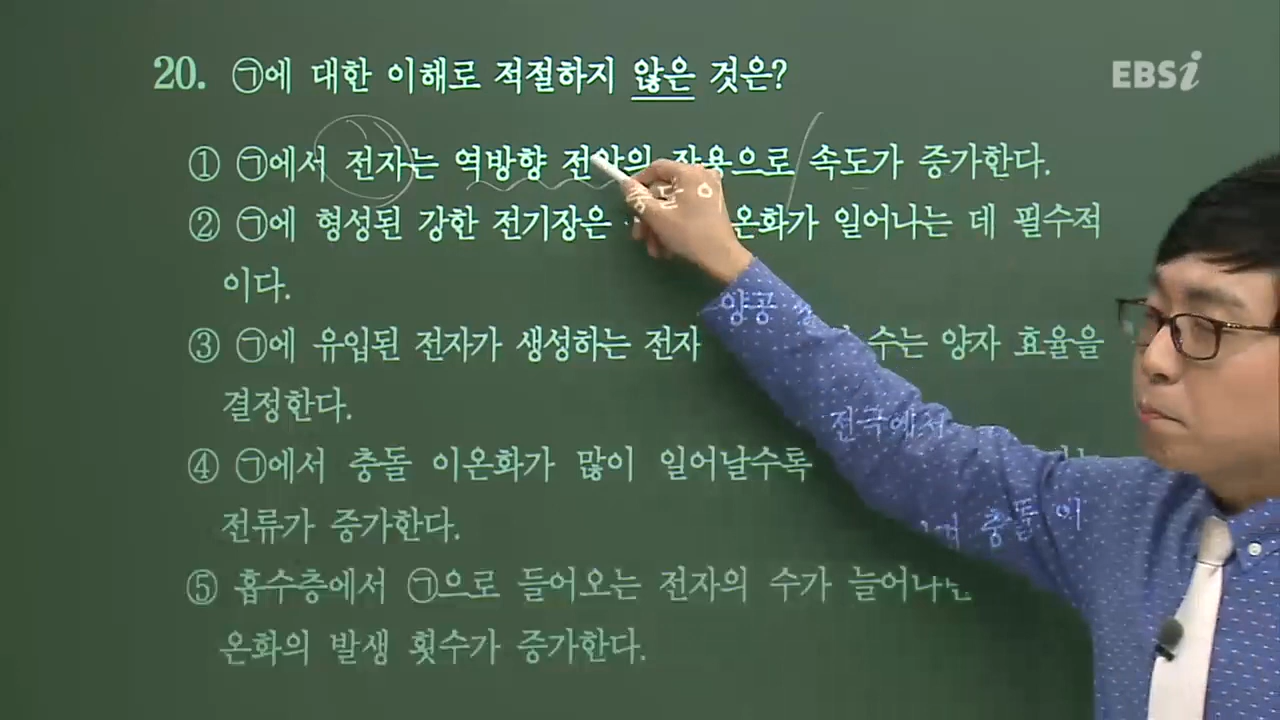 20. ㉠에 대한 이해로 적절하지 않은 것은?
EBSi
① ㉠에서 전자는 역방향 전압의 작용으로 속도가 증가한다.
② ㉠에 형성된 강한 전기장은 온화가 일어나는 데 필수적
이다.
③ ㉠에 유입된 전자가 생성하는 전자 수는 양자 효율을
결정한다.
④ ㉠에서 충돌 이온화가 많이 일어날수록
전극에서
전류가 증가한다.
충돌 이
⑤ 흡수층에서 ㉠으로 들어오는 전자의 수가
온화의 발생 횟수가 증가한다.